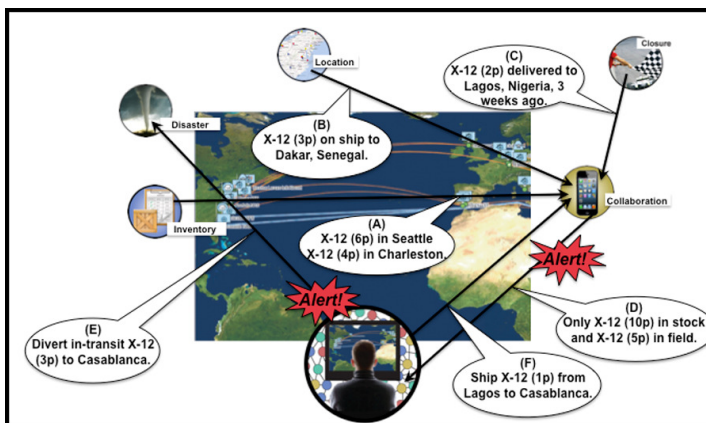 Closure
(C)
X-12 (2p) delivered to
Lagos, Nigeria, 3
weeks ago.
Location
Disaster
(B)
X-12 (3p) on ship to
Dakar, Senegal.
Inventory
Collaboration
(A)
X-12 (6p) in Seattle
X-12 (4p) in Charleston.
Alert!
Alert!
(D)
Only X-12 (10p) in stock
and X-12 (5p) in field.
(E)
Divert in-transit X-12
(3p) to Casablanca.
(F)
Ship X-12 (1p) from
Lagos to Casablanca.